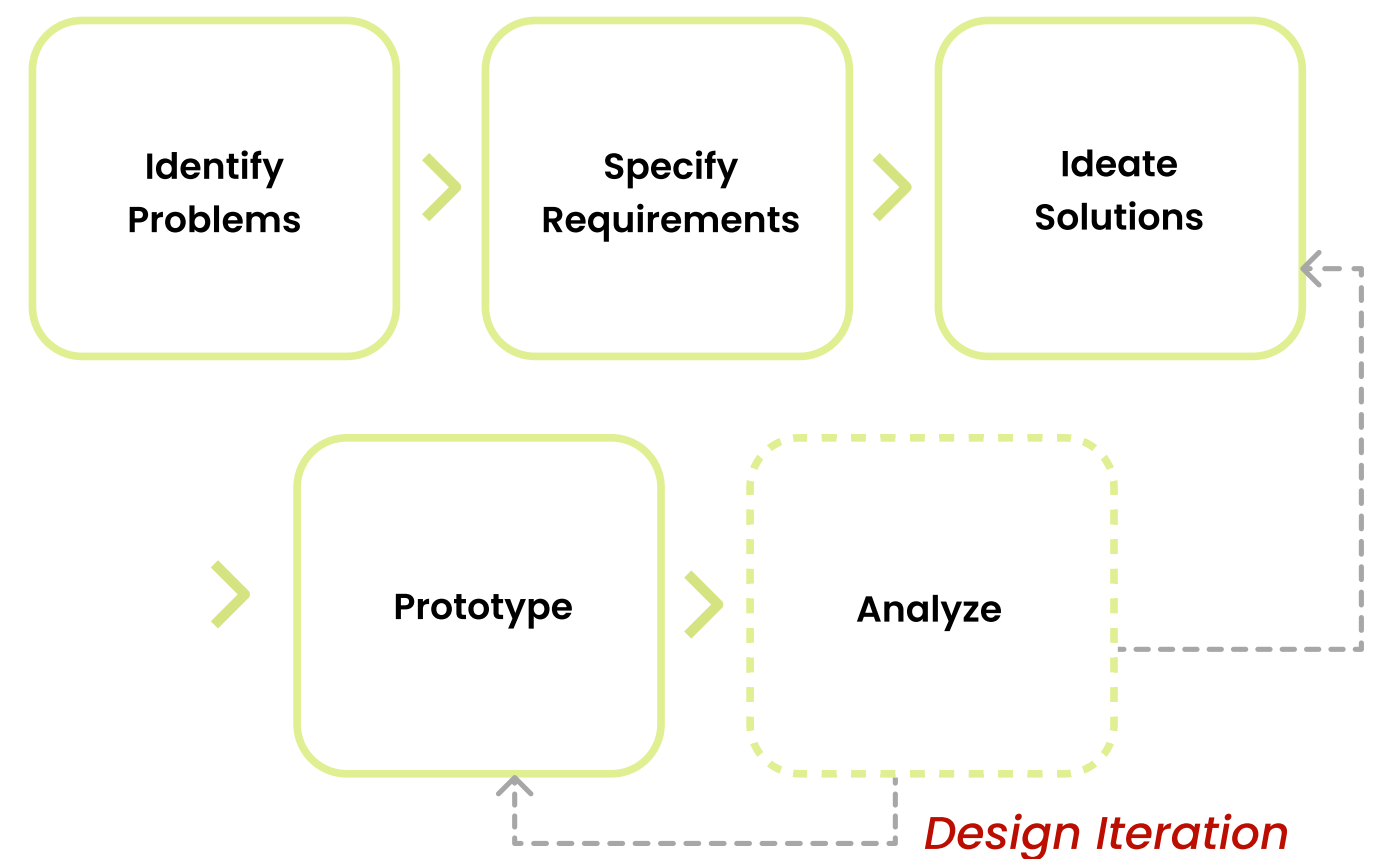 Identify
Problems
Specify
Requirements
Ideate
Solutions
Prototype
Analyze
Design Iteration